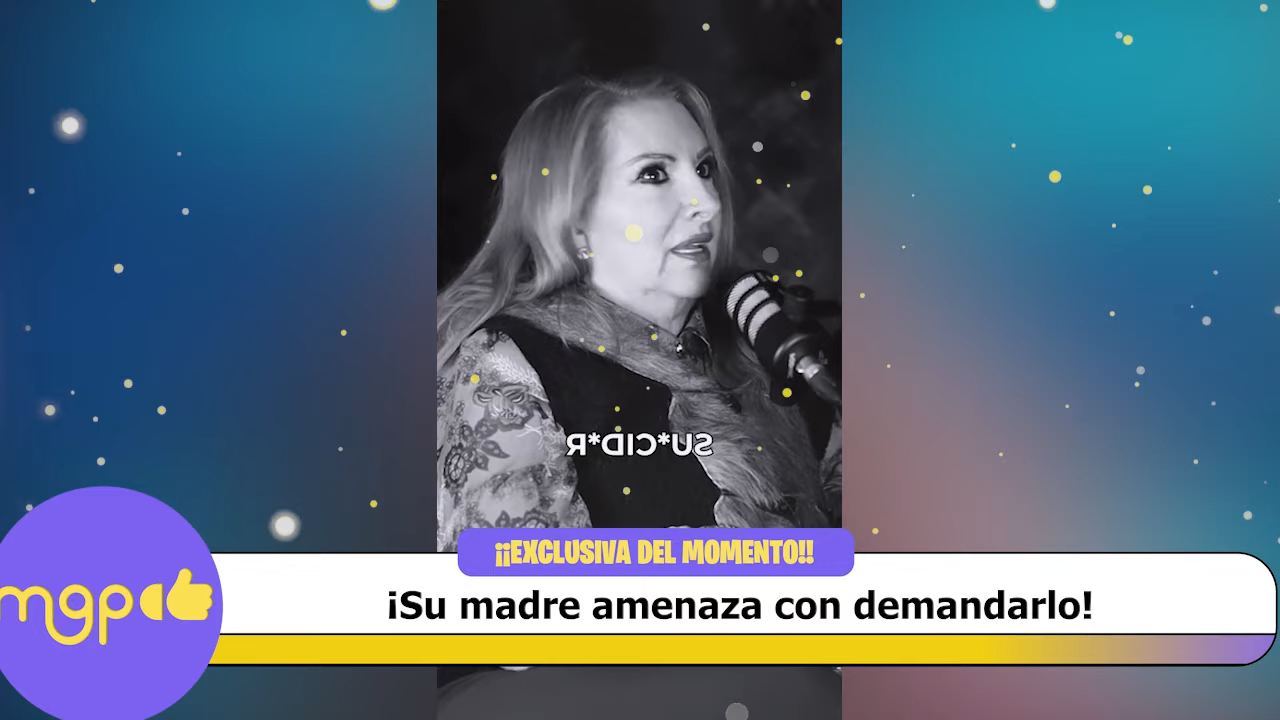 SU*CID*R
¡¡EXCLUSIVA DEL MOMENTO!!
¡Su madre amenaza con demandarlo!
mgp